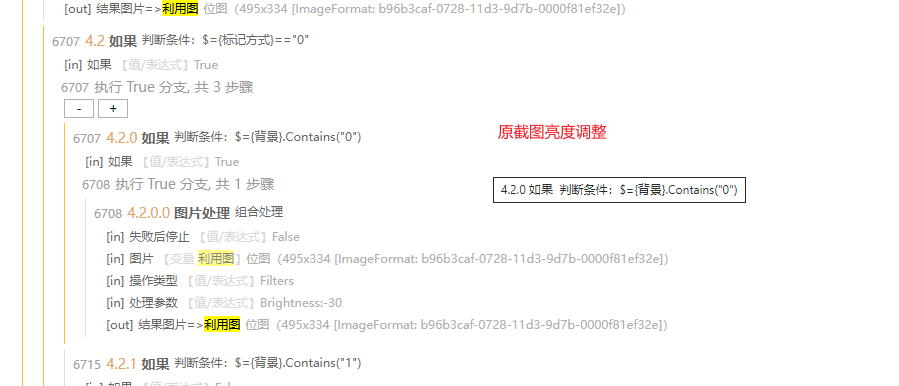 [out] 结果图片=>利用图 位图 (495x334 [ImageFormat: b96b3caf-0728-11d3-9d7b-0000f81ef32e])
6707 4.2 如果 判断条件: $={标记方式}=="0"
[in] 如果 【值/表达式】True
6707 执行 True 分支, 共 3 步骤
- +
6707 4.2.0 如果 判断条件: $={背景}.Contains("0")
原截图亮度调整
[in] 如果 【值/表达式】True
6708 执行 True 分支, 共 1 步骤
4.2.0 如果 判断条件: $={背景}.Contains("0")
6708 4.2.0.0 图片处理 组合处理
[in] 失败后停止 【值/表达式】False
[in] 图片 【变量 利用图】位图 (495x334 [ImageFormat: b96b3caf-0728-11d3-9d7b-0000f81ef32e])
[in] 操作类型 【值/表达式】Filters
[in] 处理参数 【值/表达式】Brightness:-30
[out] 结果图片=>利用图 位图 (495x334 [ImageFormat: b96b3caf-0728-11d3-9d7b-0000f81ef32e])
6715 4.2.1 如果 判断条件: $={背景}.Contains("1")